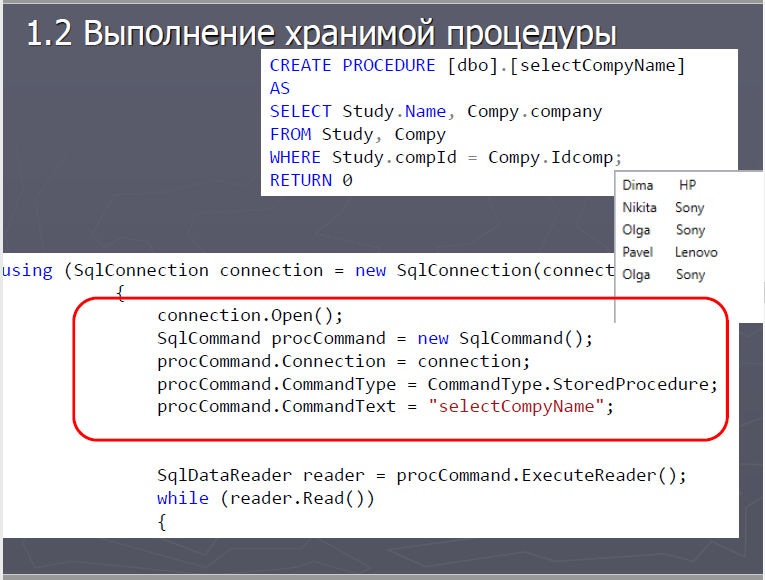 1.2 Выполнение хранимой процедуры
CREATE PROCEDURE [dbo].[selectCompyName]
AS
SELECT Study.Name, Compy.company
FROM Study, Compy
WHERE Study.compId = Compy.Idcomp;
RETURN 0
Dima HP
Nikita Sony
Olga Sony
Pavel Lenovo
Olga Sony
using (SqlConnection connection = new SqlConnection(connect
{
connection.Open();
SqlCommand procCommand = new SqlCommand();
procCommand.Connection = connection;
procCommand.CommandType = CommandType.StoredProcedure;
procCommand.CommandText = "selectCompyName";
SqlDataReader reader = procCommand.ExecuteReader();
while (reader.Read())
{